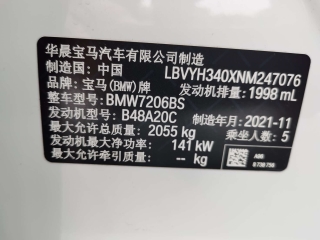 华晨宝马汽车有限公司制造
制造国：中国 LBVYH340XNM247076
品牌：宝马(BMW)牌 发动机排量：1998 mL
整车型号：BMW7206BS
发动机型号：B48A20C 制造年月：2021-11
最大允许总质量：2055 kg 乘坐人数：5
发动机最大净功率：141 kW
最大允许牵引质量： -- kg